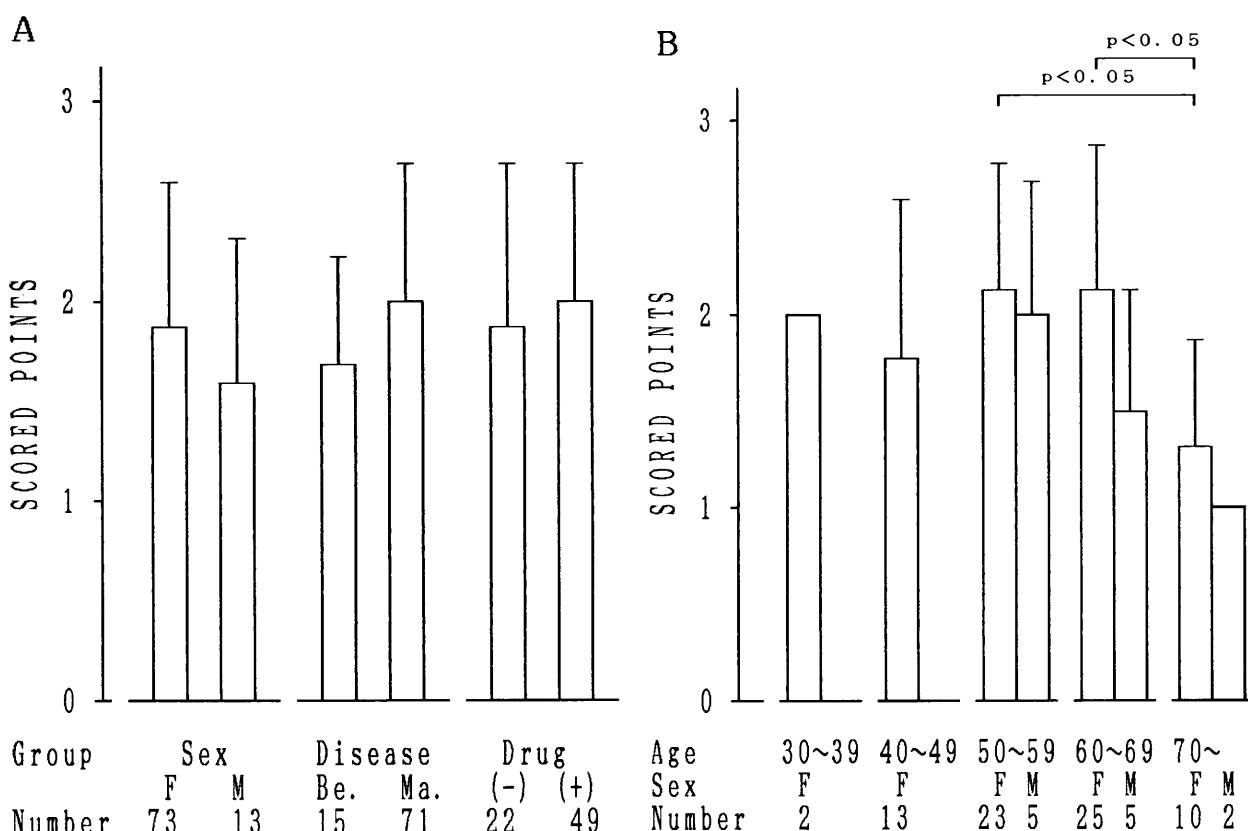 A
SCORED POINTS
3
2
1
0
Group Sex Disease Drug
F M Be. Ma. (-) (+)
Number 73 13 15 71 22 49
B
p<0.05
p<0.05
SCORED POINTS
3
2
1
0
Age 30~39 40~49 50~59 60~69 70~
Sex F F F M F M F M
Number 2 13 23 5 25 5 10 2